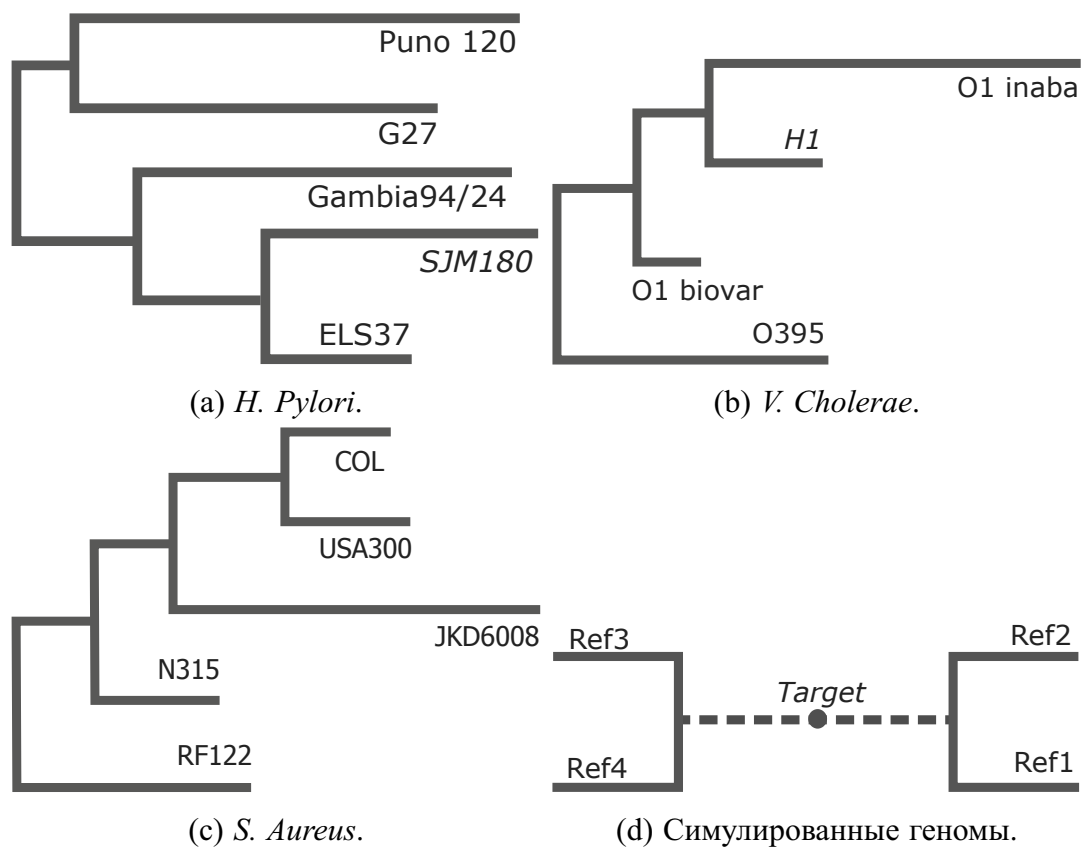 Puno 120
G27
Gambia94/24
SJM180
ELS37
(a) H. Pylori.
O1 inaba
H1
O1 biovar
O395
(b) V. Cholerae.
COL
USA300
JKD6008
N315
RF122
(c) S. Aureus.
Ref3
Ref2
Target
Ref4
Ref1
(d) Симулированные геномы.